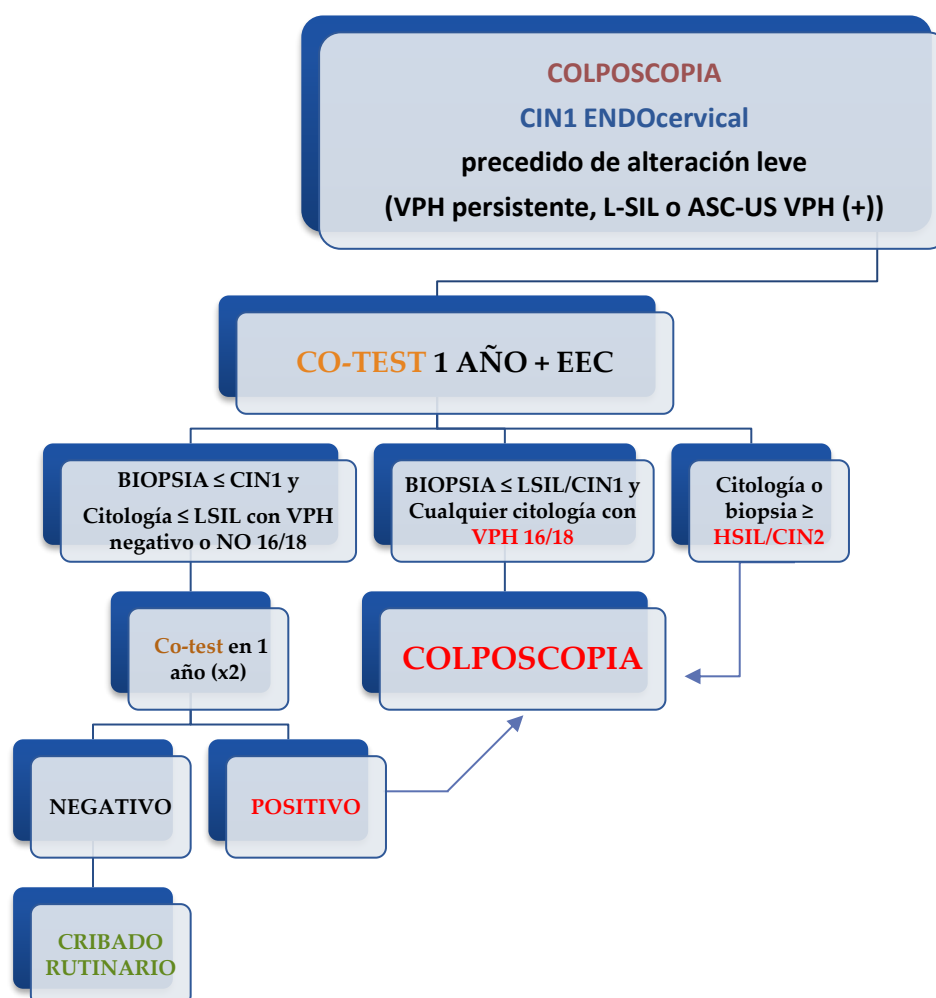 COLPOSCOPIA
CIN1 ENDOcervical
precedido de alteración leve
(VPH persistente, L-SIL o ASC-US VPH (+))
CO-TEST 1 AÑO + EEC
BIOPSIA ≤ CIN1 y
Citología ≤ LSIL con VPH
negativo o NO 16/18
BIOPSIA ≤ LSIL/CIN1 y
Cualquier citología con
VPH 16/18
Citología o
biopsia ≥
HSIL/CIN2
Co-test en 1
año (x2)
COLPOSCOPIA
NEGATIVO
POSITIVO
CRIBADO
RUTINARIO